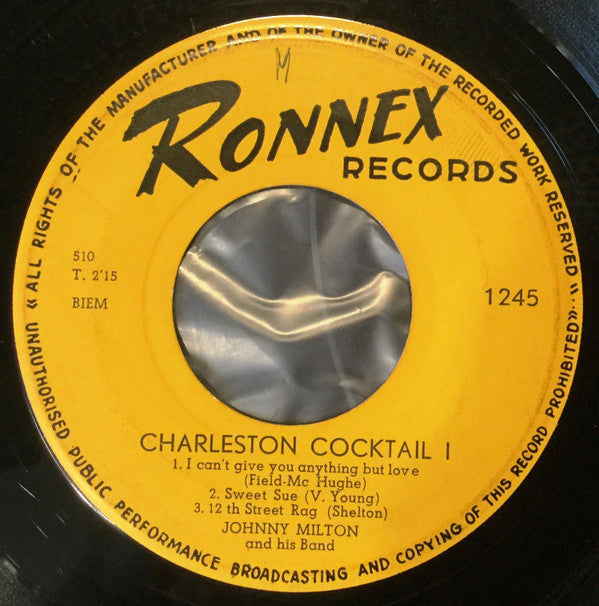 « ALL RIGHTS OF THE MANUFACTURER AND OF THE OWNER OF THE RECORDED WORK RESERVED »
M
RONNEX
RECORDS
510
T. 2'15
BIEM
1245
CHARLESTON COCKTAIL I
1. I can't give you anything but love
(Field-Mc Hughe)
2. Sweet Sue (V. Young)
3. 12 th Street Rag (Shelton)
JOHNNY MILTON
and his Band
UNAUTHORISED PUBLIC PERFORMANCE BROADCASTING AND COPYING OF THIS RECORD PROHIBITED»